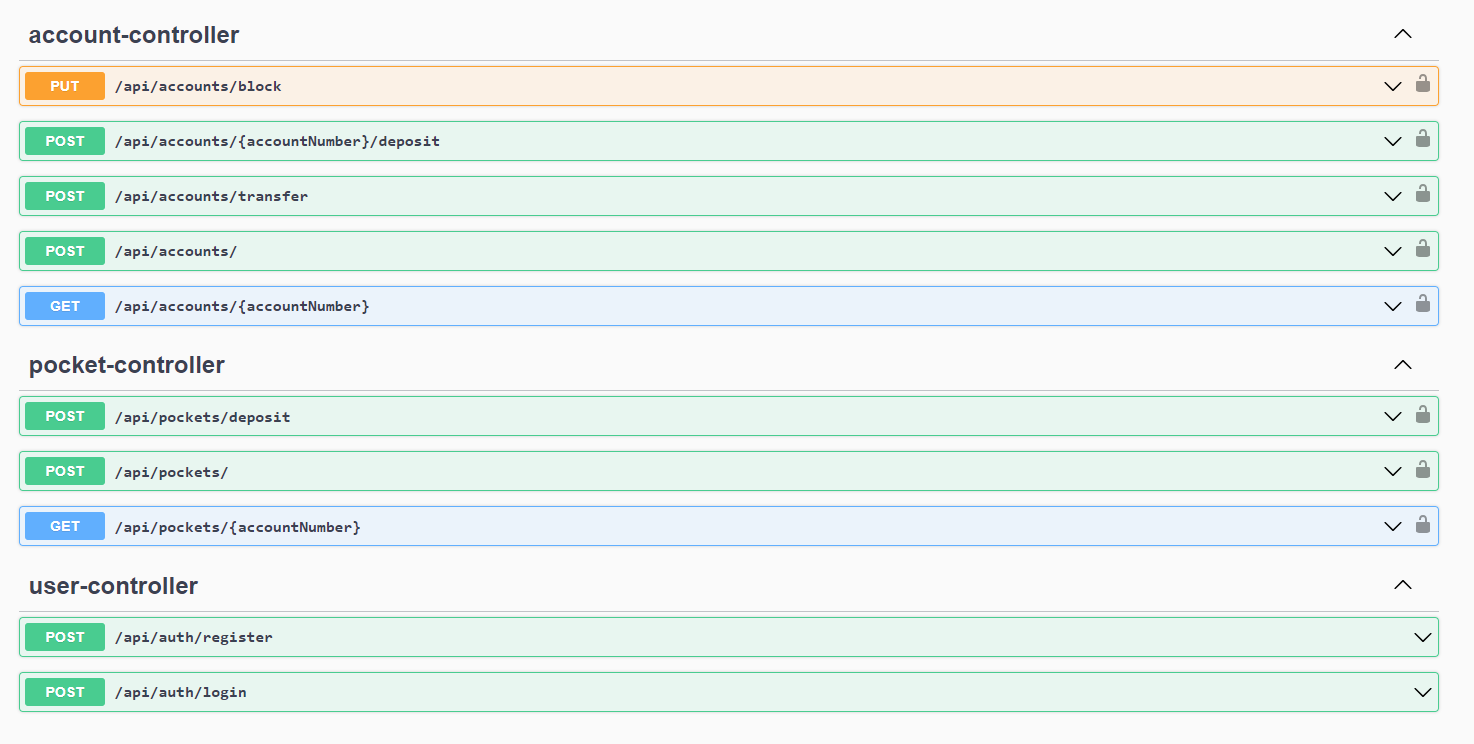 account-controller
PUT /api/accounts/block
POST /api/accounts/{accountNumber}/deposit
POST /api/accounts/transfer
POST /api/accounts/
GET /api/accounts/{accountNumber}
pocket-controller
POST /api/pockets/deposit
POST /api/pockets/
GET /api/pockets/{accountNumber}
user-controller
POST /api/auth/register
POST /api/auth/login